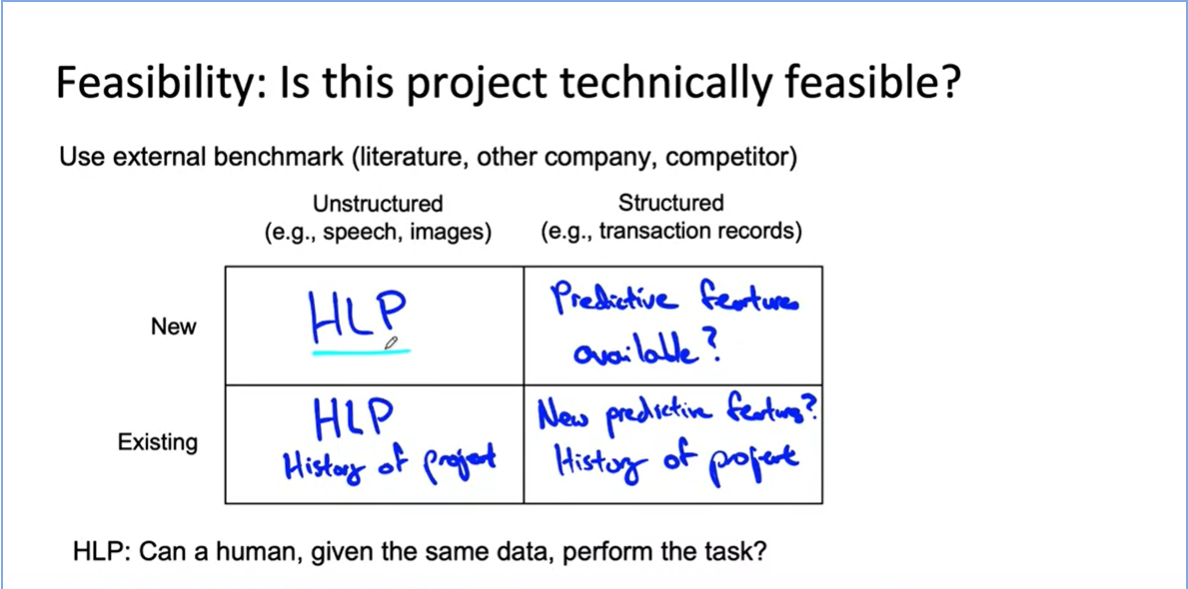 Feasibility: Is this project technically feasible?
Use external benchmark (literature, other company, competitor)
Unstructured
(e.g., speech, images)
Structured
(e.g., transaction records)
New
HLP
Predictive features
available?
Existing
HLP
History of project
New predictive features?
History of project
HLP: Can a human, given the same data, perform the task?